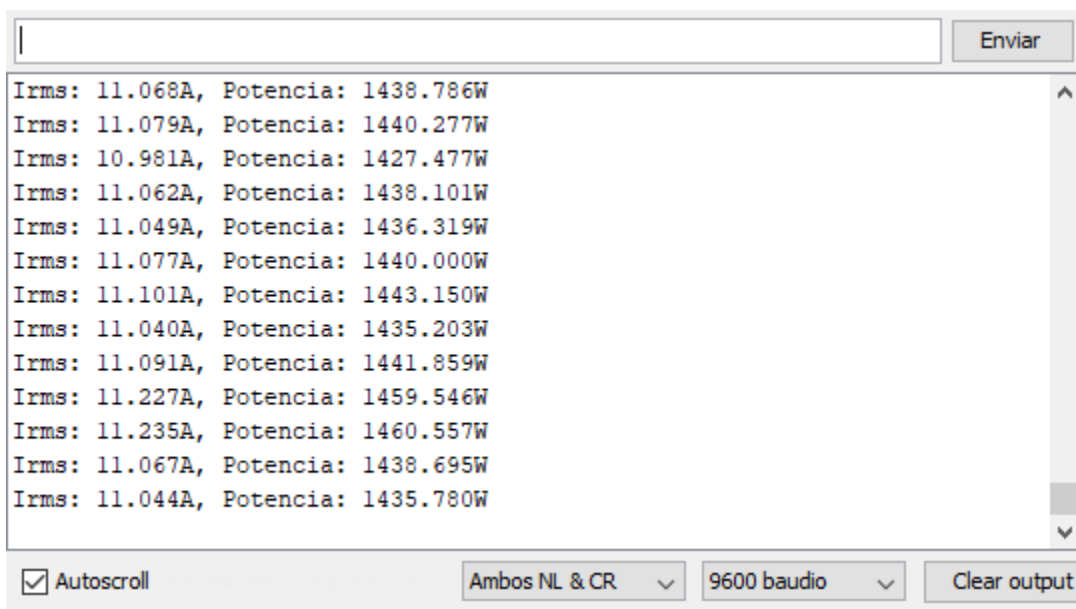 Enviar
Irms: 11.068A, Potencia: 1438.786W
Irms: 11.079A, Potencia: 1440.277W
Irms: 10.981A, Potencia: 1427.477W
Irms: 11.062A, Potencia: 1438.101W
Irms: 11.049A, Potencia: 1436.319W
Irms: 11.077A, Potencia: 1440.000W
Irms: 11.101A, Potencia: 1443.150W
Irms: 11.040A, Potencia: 1435.203W
Irms: 11.091A, Potencia: 1441.859W
Irms: 11.227A, Potencia: 1459.546W
Irms: 11.235A, Potencia: 1460.557W
Irms: 11.067A, Potencia: 1438.695W
Irms: 11.044A, Potencia: 1435.780W
Autoscroll Ambos NL & CR 9600 baudio Clear output